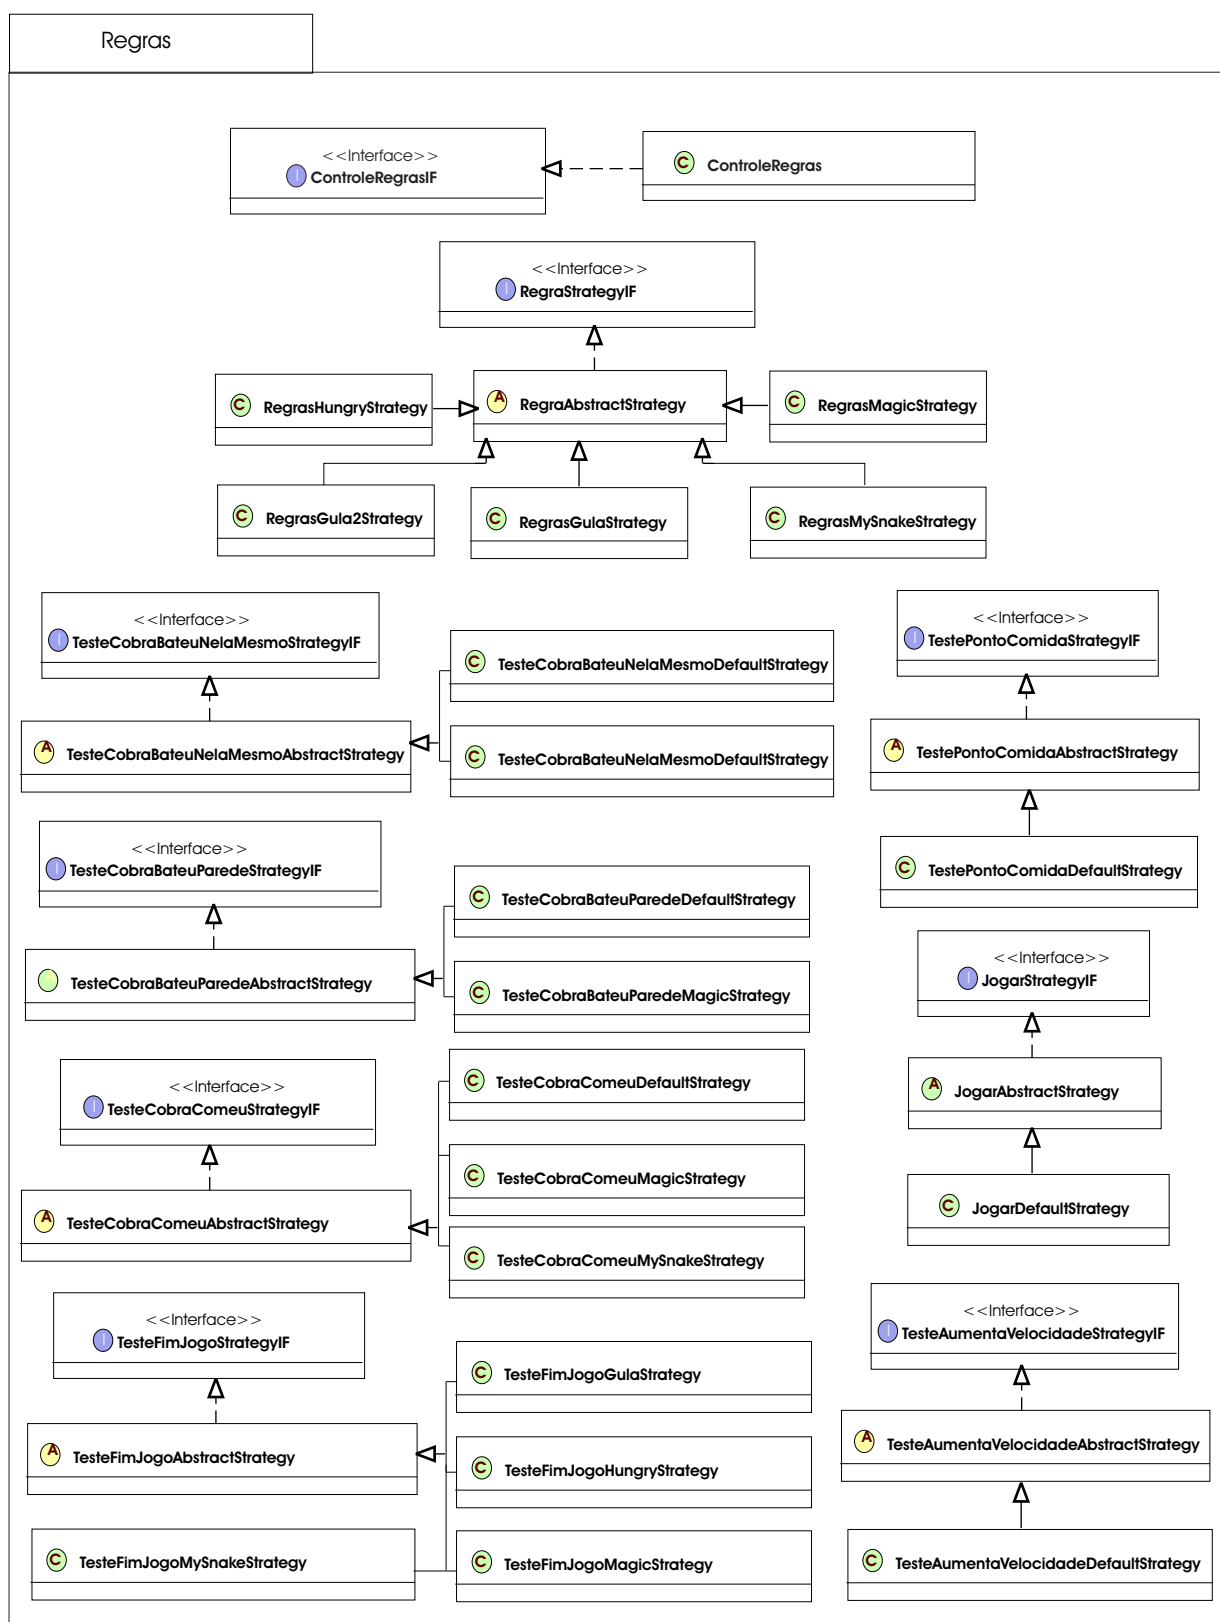 Regras
<<Interface>>
I ControleRegrasIF
C ControleRegras
<<Interface>>
I RegraStrategyIF
C RegrasHungryStrategy
A RegraAbstractStrategy
C RegrasMagicStrategy
C RegrasGula2Strategy
C RegrasGulaStrategy
C RegrasMySnakeStrategy
<<Interface>>
I TesteCobraBateuNelaMesmoStrategyIF
C TesteCobraBateuNelaMesmoDefaultStrategy
A TesteCobraBateuNelaMesmoAbstractStrategy
C TesteCobraBateuNelaMesmoDefaultStrategy
<<Interface>>
I TestePontoComidaStrategyIF
A TestePontoComidaAbstractStrategy
C TestePontoComidaDefaultStrategy
<<Interface>>
I TesteCobraBateuParedeStrategyIF
C TesteCobraBateuParedeDefaultStrategy
TesteCobraBateuParedeAbstractStrategy
C TesteCobraBateuParedeMagicStrategy
<<Interface>>
I JogarStrategyIF
A JogarAbstractStrategy
C JogarDefaultStrategy
<<Interface>>
I TesteCobraComeuStrategyIF
C TesteCobraComeuDefaultStrategy
C TesteCobraComeuMagicStrategy
A TesteCobraComeuAbstractStrategy
C TesteCobraComeuMySnakeStrategy
<<Interface>>
I TesteFimJogoStrategyIF
C TesteFimJogoGulaStrategy
A TesteFimJogoAbstractStrategy
C TesteFimJogoHungryStrategy
C TesteFimJogoMySnakeStrategy
C TesteFimJogoMagicStrategy
<<Interface>>
I TesteAumentaVelocidadeStrategyIF
A TesteAumentaVelocidadeAbstractStrategy
C TesteAumentaVelocidadeDefaultStrategy